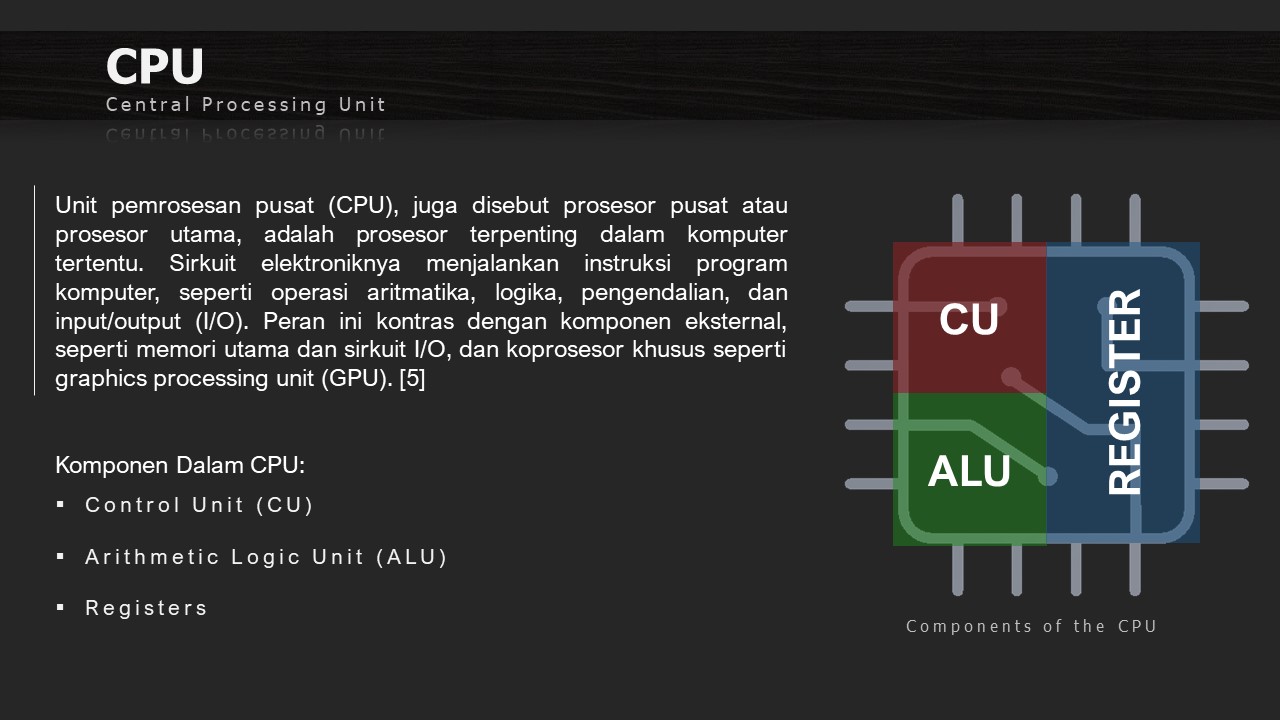 CPU
Central Processing Unit
Unit pemrosesan pusat (CPU), juga disebut prosesor pusat atau
prosesor utama, adalah prosesor terpenting dalam komputer
tertentu. Sirkuit elektroniknya menjalankan instruksi program
komputer, seperti operasi aritmatika, logika, pengendalian, dan
input/output (I/O). Peran ini kontras dengan komponen eksternal,
seperti memori utama dan sirkuit I/O, dan koprosesor khusus seperti
graphics processing unit (GPU). [5]
Komponen Dalam CPU:
▪ Control Unit (CU)
▪ Arithmetic Logic Unit (ALU)
▪ Registers
CU
ALU
REGISTER
Components of the CPU